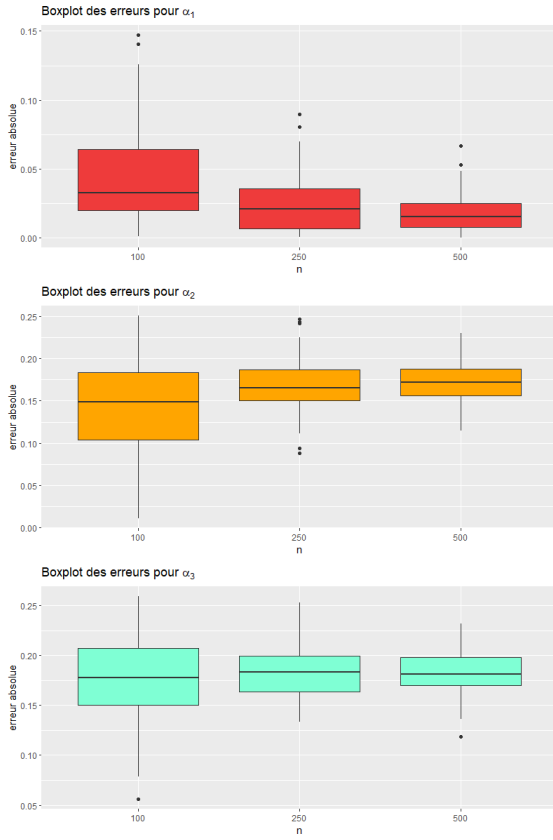 Boxplot des erreurs pour α₁
erreur absolue
0.15
0.10
0.05
0.00
100 250 500
n
Boxplot des erreurs pour α₂
erreur absolue
0.25
0.20
0.15
0.10
0.05
0.00
100 250 500
n
Boxplot des erreurs pour α₃
erreur absolue
0.25
0.20
0.15
0.10
0.05
100 250 500
n